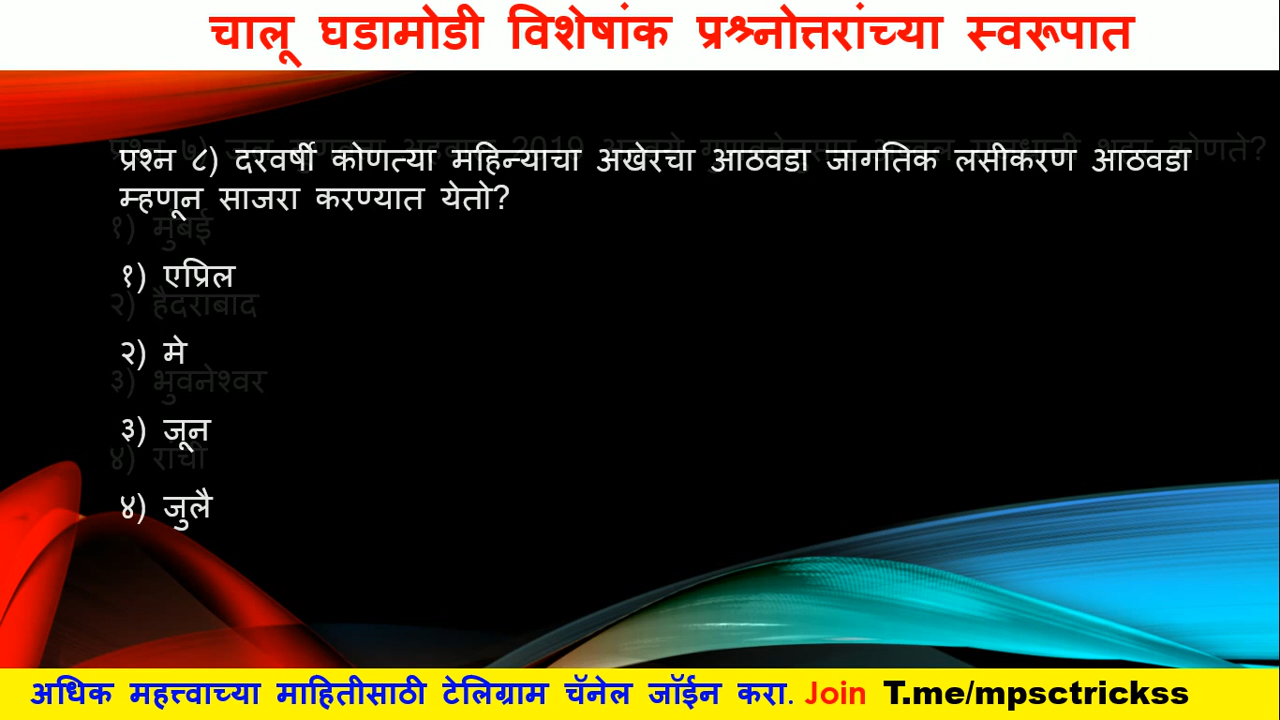 चालू घडामोडी विशेषांक प्रश्नोत्तरांच्या स्वरूपात
प्रश्न ८) दरवर्षी कोणत्या महिन्याचा अखेरचा आठवडा जागतिक लसीकरण आठवडा
म्हणून साजरा करण्यात येतो?
१) मुंबई
१) एप्रिल
२) हैदराबाद
२) मे
३) भुवनेश्वर
३) जून
४) रांची
४) जुलै
अधिक महत्त्वाच्या माहितीसाठी टेलिग्राम चॅनेल जॉईन करा. Join T.me/mpsctrickss